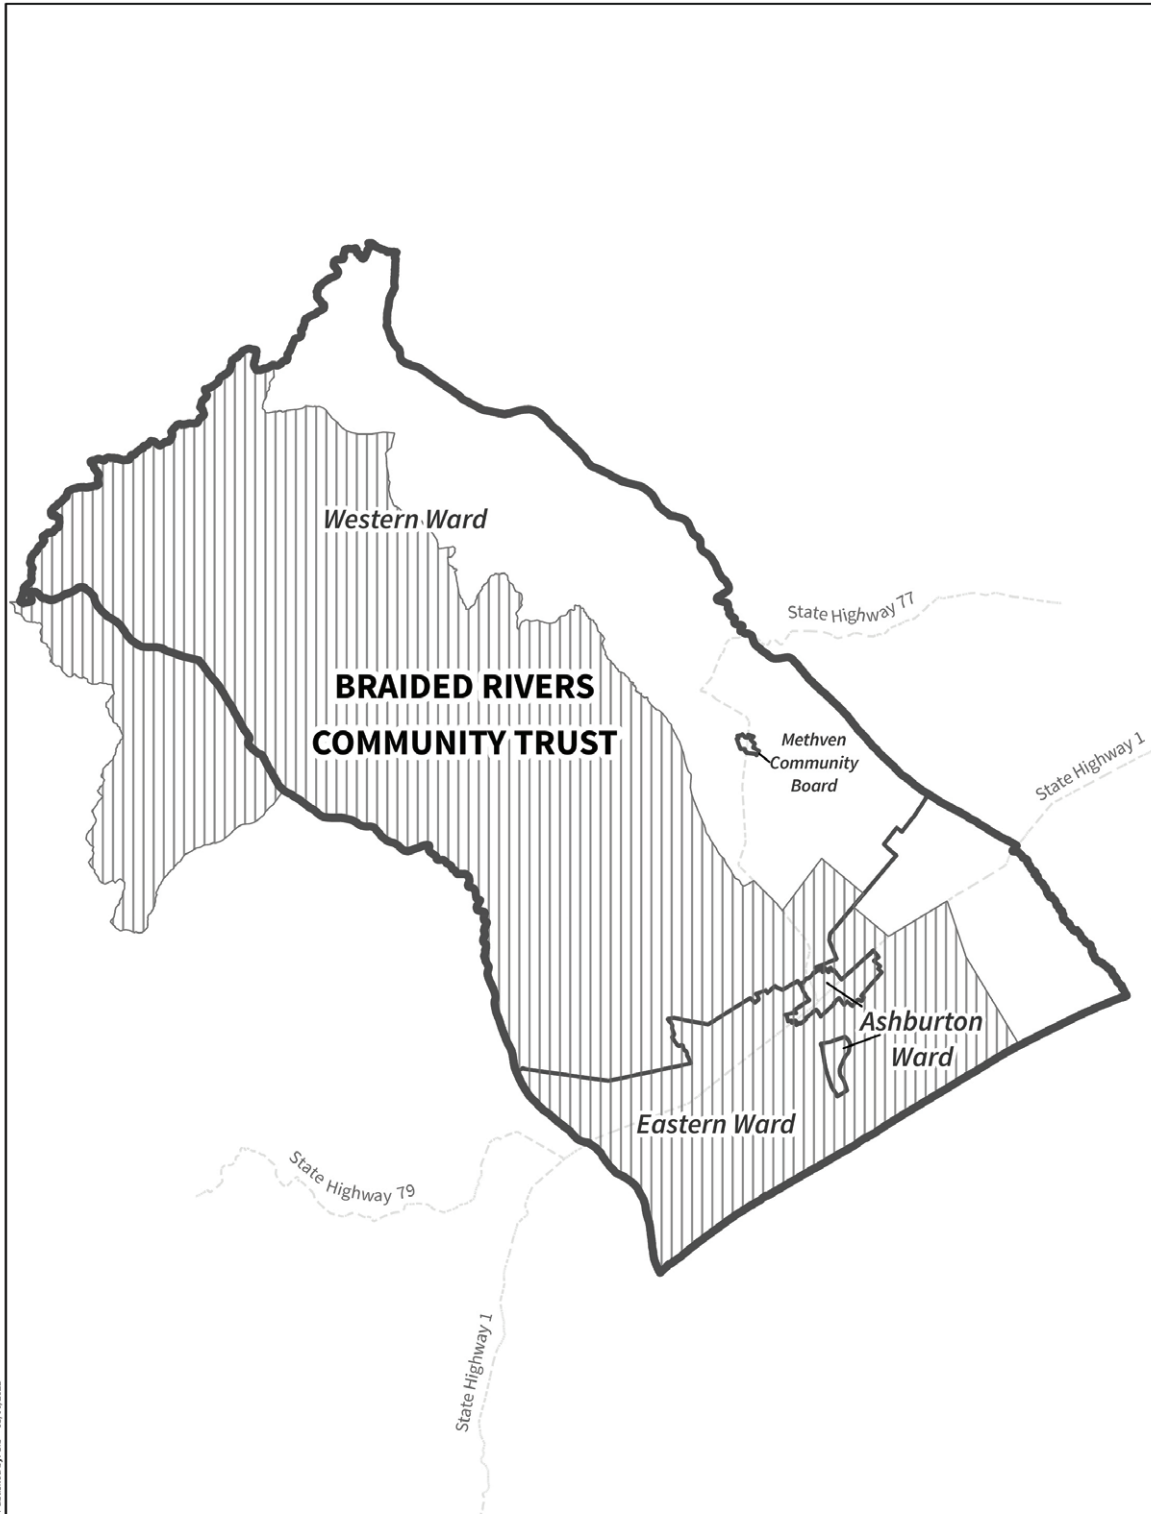 Western Ward
State Highway 77
BRAIDED RIVERS
COMMUNITY TRUST
Methven
Community
Board
State Highway 1
Ashburton
Ward
Eastern Ward
State Highway 79
State Highway 1